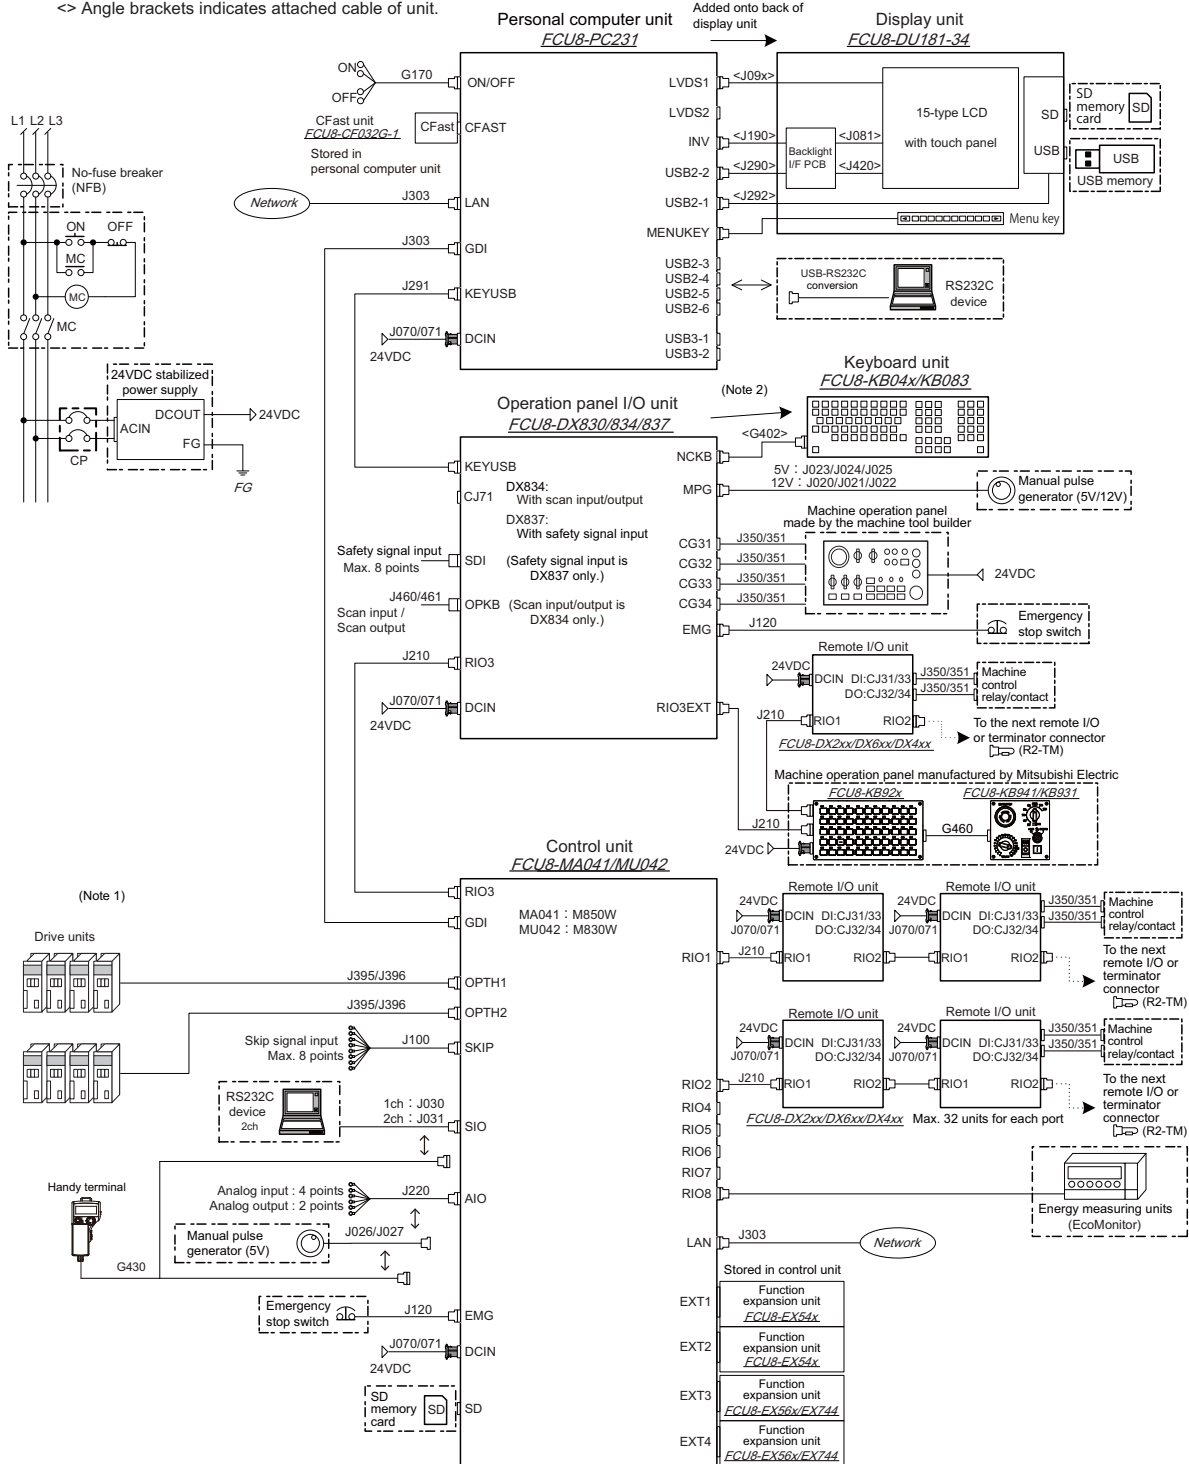 <> Angle brackets indicates attached cable of unit.
Personal computer unit
FCU8-PC231
Added onto back of
display unit
Display unit
FCU8-DU181-34
ON
OFF
G170
ON/OFF
CFast unit
FCU8-CF032G-1
CFast
CFAST
Stored in
personal computer unit
Network
J303
LAN
J303
GDI
J291
KEYUSB
J070/071
24VDC
DCIN
LVDS1
LVDS2
INV
USB2-2
USB2-1
MENUKEY
USB2-3
USB2-4
USB2-5
USB2-6
USB3-1
USB3-2
<J09x>
<J190>
<J290>
<J292>
Backlight
I/F PCB
<J081>
<J420>
15-type LCD
with touch panel
SD
USB
SD
memory
card
SD
USB
USB memory
Menu key
USB-RS232C
conversion
RS232C
device
L1 L2 L3
No-fuse breaker
(NFB)
ON
OFF
MC
MC
MC
24VDC stabilized
power supply
DCOUT
ACIN
FG
24VDC
CP
FG
Operation panel I/O unit
FCU8-DX830/834/837
(Note 2)
Keyboard unit
FCU8-KB04x/KB083
KEYUSB
CJ71
DX834:
With scan input/output
DX837:
With safety signal input
Safety signal input
Max. 8 points
SDI
(Safety signal input is
DX837 only.)
J460/461
Scan input /
Scan output
OPKB
(Scan input/output is
DX834 only.)
J210
RIO3
J070/071
24VDC
DCIN
NCKB
<G402>
MPG
5V : J023/J024/J025
12V : J020/J021/J022
Manual pulse
generator (5V/12V)
Machine operation panel
made by the machine tool builder
CG31
J350/351
CG32
J350/351
CG33
J350/351
CG34
J350/351
24VDC
EMG
J120
Emergency
stop switch
RIO3EXT
Remote I/O unit
24VDC
DCIN
DI:CJ31/33
DO:CJ32/34
J350/351
J350/351
Machine
control
relay/contact
J210
RIO1
RIO2
To the next remote I/O
or terminator connector
(R2-TM)
FCU8-DX2xx/DX6xx/DX4xx
Machine operation panel manufactured by Mitsubishi Electric
FCU8-KB92x
FCU8-KB941/KB931
J210
24VDC
G460
Control unit
FCU8-MA041/MU042
(Note 1)
Drive units
RIO3
GDI
MA041 : M850W
MU042 : M830W
J395/J396
OPTH1
J395/J396
OPTH2
Skip signal input
Max. 8 points
J100
SKIP
RS232C
device
2ch
1ch : J030
2ch : J031
SIO
Handy terminal
Analog input : 4 points
Analog output : 2 points
J220
AIO
Manual pulse
generator (5V)
J026/J027
G430
Emergency
stop switch
J120
EMG
J070/071
24VDC
DCIN
SD
memory
card
SD
SD
Remote I/O unit
Remote I/O unit
24VDC
J070/071
DCIN
DI:CJ31/33
DO:CJ32/34
24VDC
J070/071
DCIN
DI:CJ31/33
DO:CJ32/34
J350/351
J350/351
Machine
control
relay/contact
RIO1
J210
RIO1
RIO2
RIO1
RIO2
To the next
remote I/O or
terminator
connector
(R2-TM)
Remote I/O unit
Remote I/O unit
24VDC
J070/071
DCIN
DI:CJ31/33
DO:CJ32/34
24VDC
J070/071
DCIN
DI:CJ31/33
DO:CJ32/34
J350/351
J350/351
Machine
control
relay/contact
RIO2
J210
RIO1
RIO2
RIO1
RIO2
To the next
remote I/O or
terminator
connector
(R2-TM)
RIO4
FCU8-DX2xx/DX6xx/DX4xx
Max. 32 units for each port
RIO5
RIO6
RIO7
RIO8
Energy measuring units
(EcoMonitor)
LAN
J303
Network
Stored in control unit
EXT1
Function
expansion unit
FCU8-EX54x
EXT2
Function
expansion unit
FCU8-EX54x
EXT3
Function
expansion unit
FCU8-EX56x/EX744
EXT4
Function
expansion unit
FCU8-EX56x/EX744